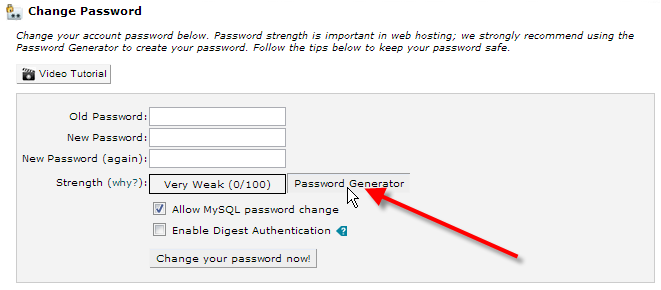 Change Password
Change your account password below. Password strength is important in web hosting; we strongly recommend using the
Password Generator to create your password. Follow the tips below to keep your password safe.
Video Tutorial
Old Password:
New Password:
New Password (again):
Strength (why?): Very Weak (0/100) Password Generator
Allow MySQL password change
Enable Digest Authentication ?
Change your password now!